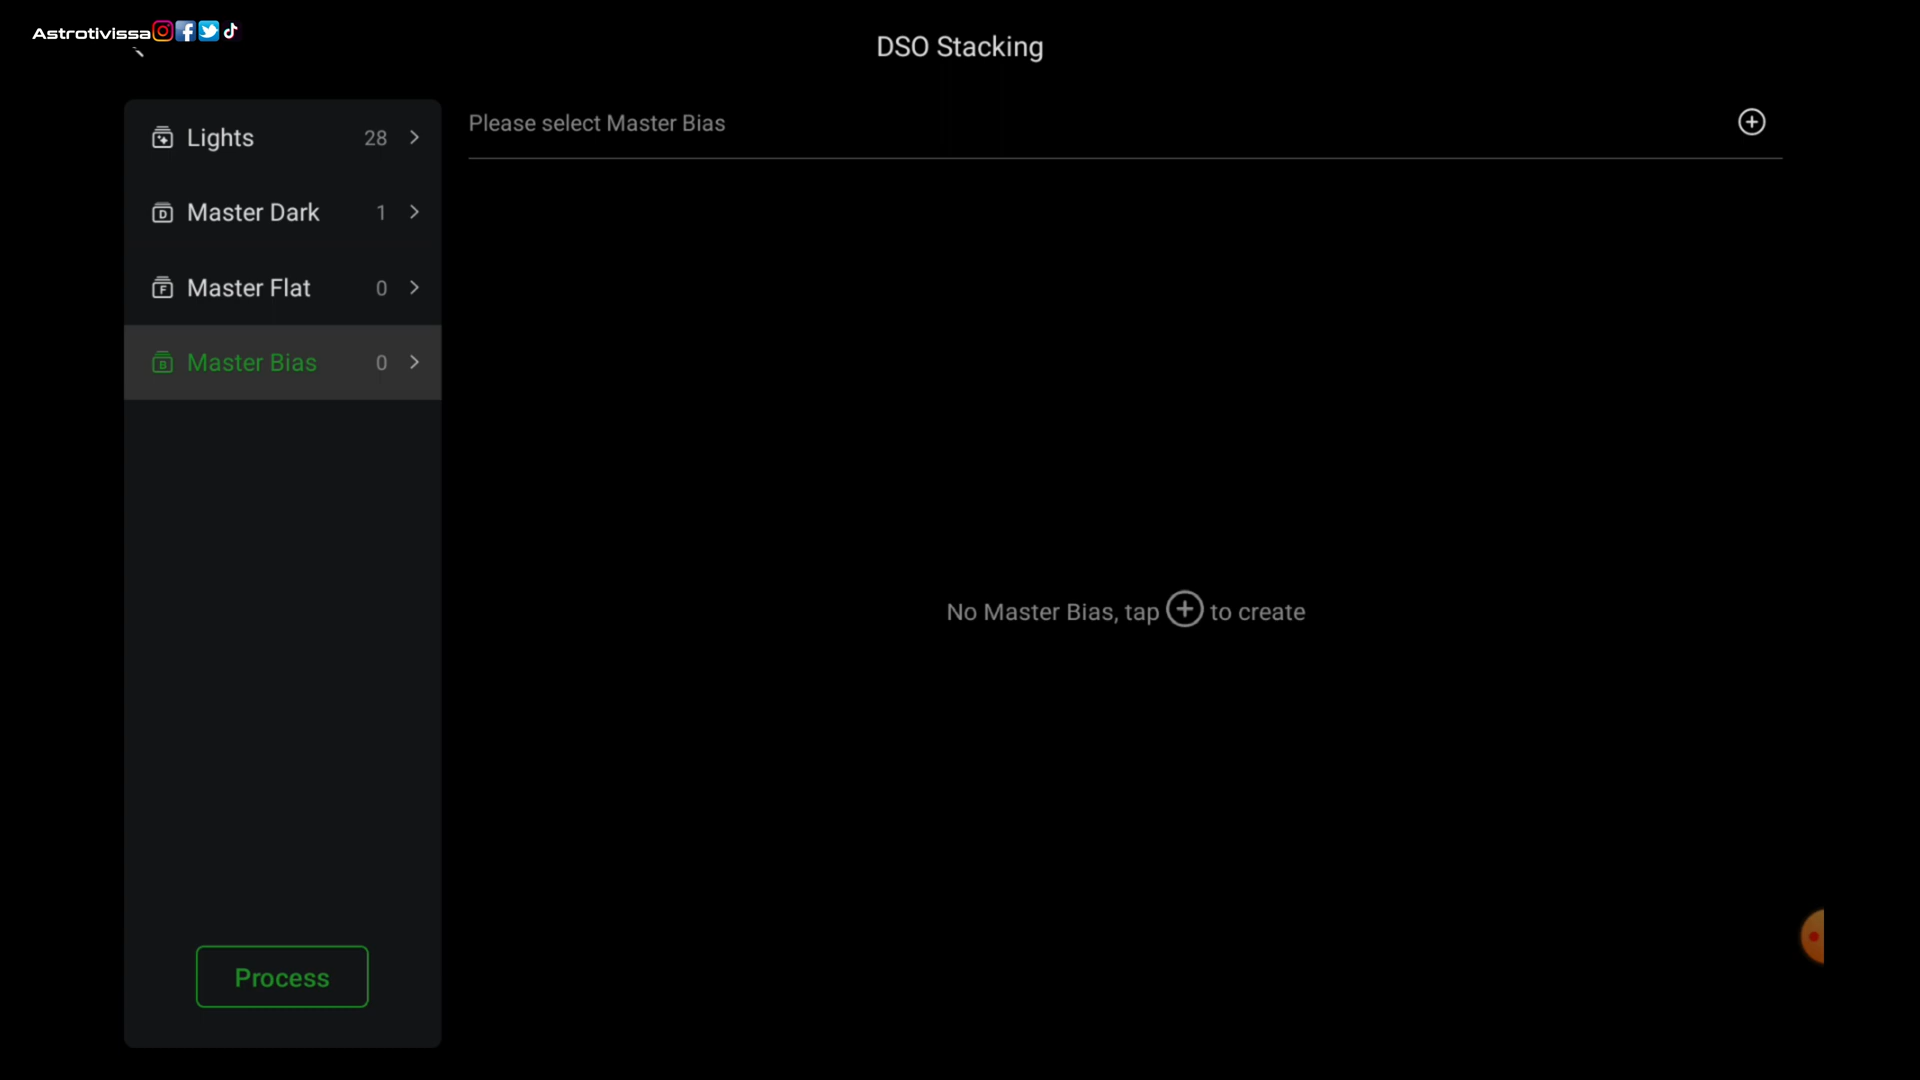 Astrotivissa
DSO Stacking
Lights 28
Master Dark 1
Master Flat 0
Master Bias 0
Process
Please select Master Bias
No Master Bias, tap to create